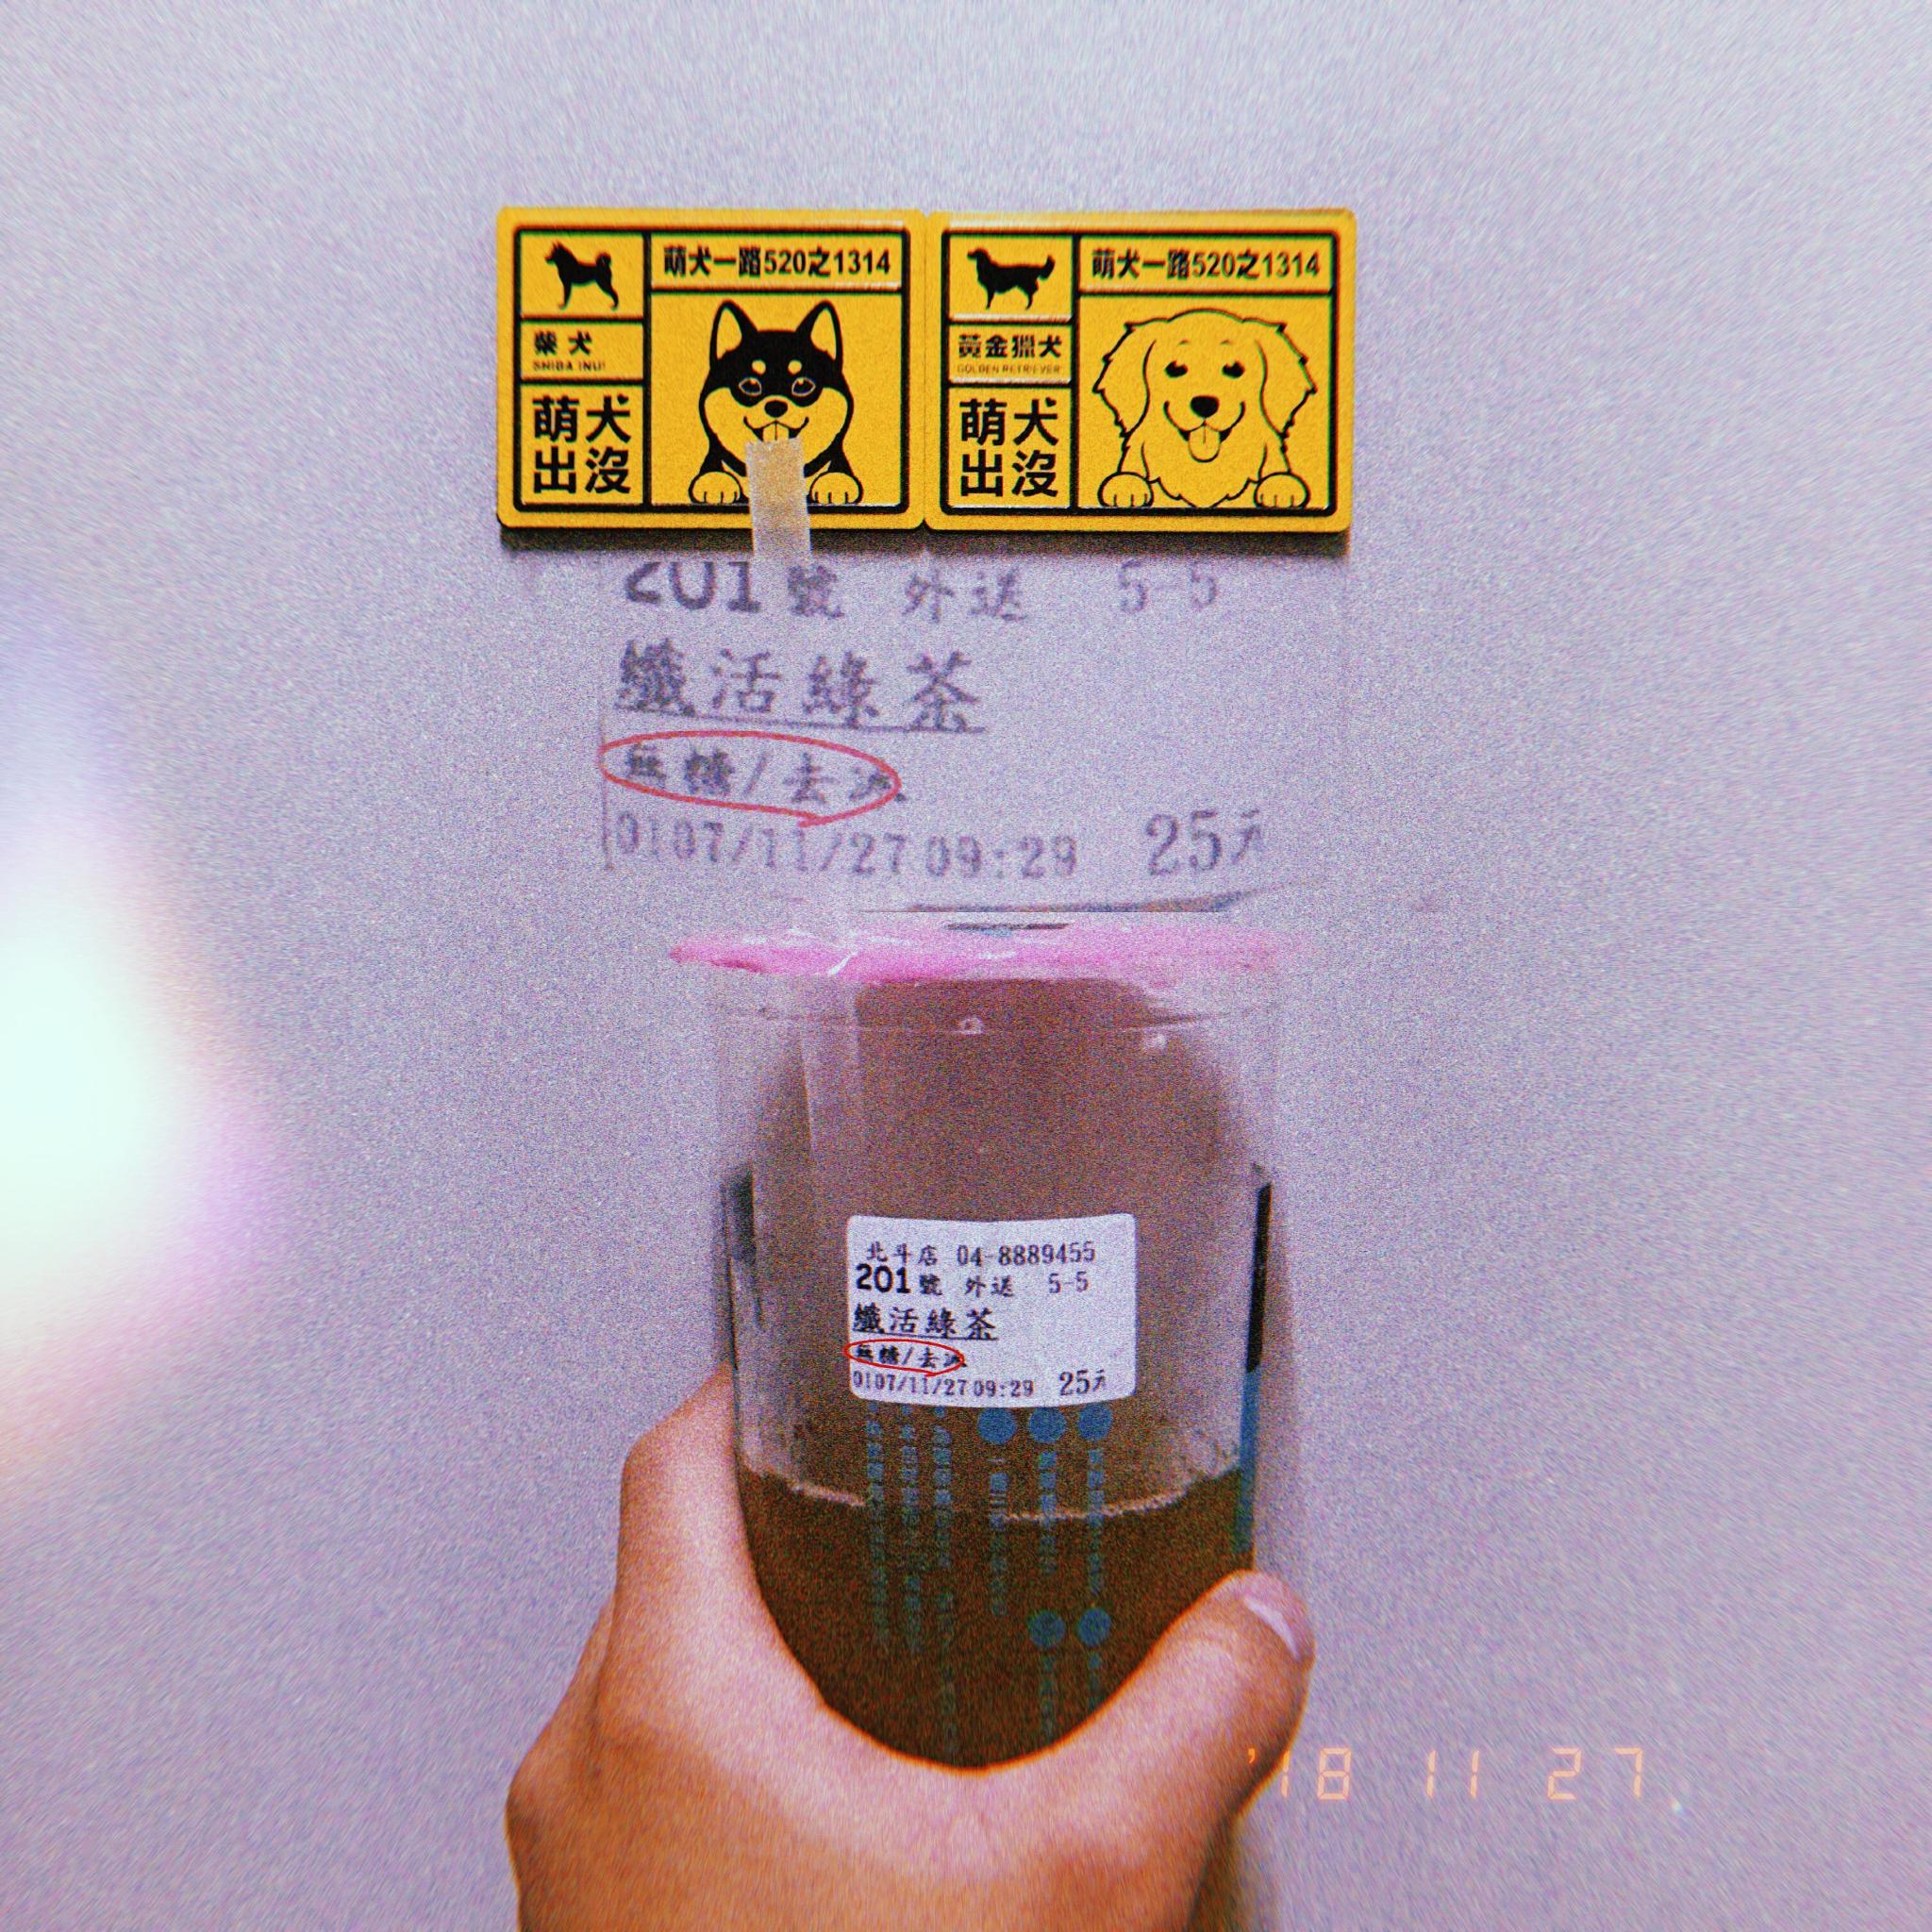 萌犬一路520之1314
柴犬
SHIBA INU
萌犬
出沒
萌犬一路520之1314
黃金獵犬
GOLDEN RETRIEVER
萌犬
出沒
201號 外送 5-5
纖活綠茶
無糖/去冰
0107/11/27 09:29 25元
北斗店 04-8889455
201號 外送 5-5
纖活綠茶
無糖/去冰
0107/11/27 09:29 25元
'18 11 27